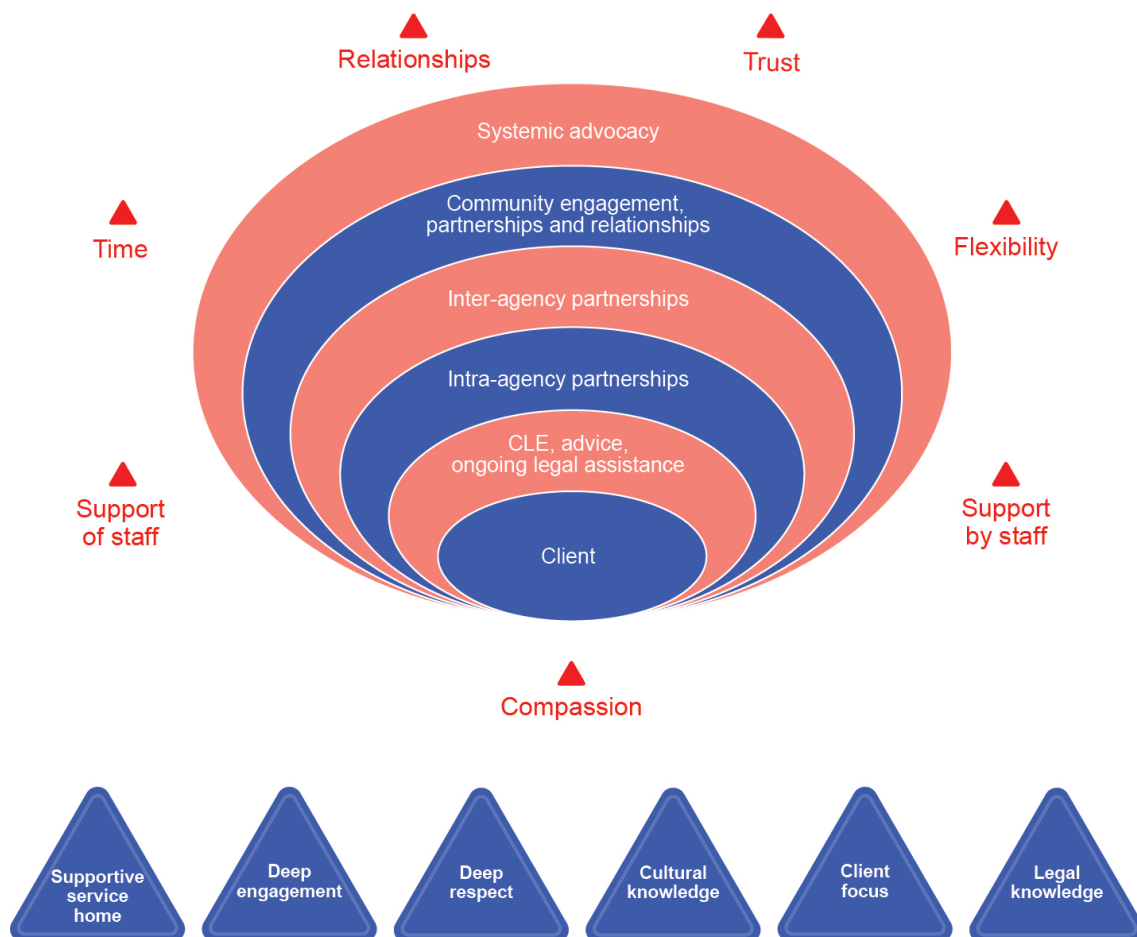 Relationships
Trust
Systemic advocacy
Community engagement,
partnerships and relationships
Time
Flexibility
Inter-agency partnerships
Intra-agency partnerships
CLE, advice,
ongoing legal assistance
Support
of staff
Support
by staff
Client
Compassion
Supportive
service
home
Deep
engagement
Deep
respect
Cultural
knowledge
Client
focus
Legal
knowledge